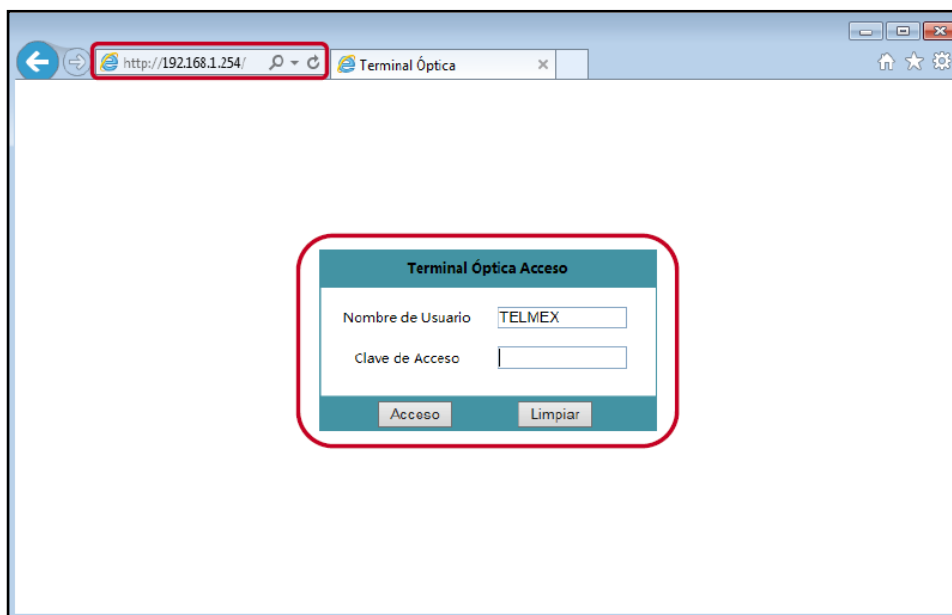 http://192.168.1.254/
Terminal Óptica
Terminal Óptica Acceso
Nombre de Usuario TELMEX
Clave de Acceso
Acceso Limpiar